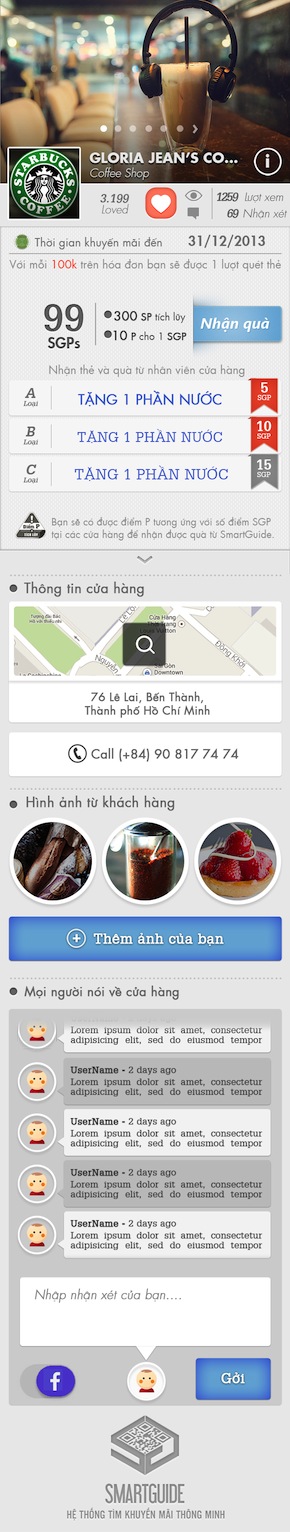 GLORIA JEAN'S CO...
Coffee Shop
STARBUCKS
COFFEE
3.199
Loved
1259 lượt xem
69 Nhận xét
Thời gian khuyến mãi đến 31/12/2013
Với mỗi 100k trên hóa đơn bạn sẽ được 1 lượt quét thẻ
99
SGPs
300 SP tích lũy
10 P cho 1 SGP
Nhận quà
Nhận thẻ và quà từ nhân viên cửa hàng
A
Loại
TẶNG 1 PHẦN NƯỚC
5
SGP
B
Loại
TẶNG 1 PHẦN NƯỚC
10
SGP
C
Loại
TẶNG 1 PHẦN NƯỚC
15
SGP
Điểm P
Bạn sẽ có được điểm P tương ứng với số điểm SGP
tại các cửa hàng để nhận được quà từ SmartGuide.
Thông tin cửa hàng
Tượng đài Bác
Hồ với thiếu nhi
Cửa Hàng
Thời Trang
Louis Vuitton
Đồng Khởi
Sài Gòn
Downtown
76 Lê Lai, Bến Thành,
Thành phố Hồ Chí Minh
Call (+84) 90 817 74 74
Hình ảnh từ khách hàng
Thêm ảnh của bạn
Mọi người nói về cửa hàng
Lorem ipsum dolor sit amet, consectetur
adipisicing elit, sed do eiusmod tempor
UserName - 2 days ago
Lorem ipsum dolor sit amet, consectetur
adipisicing elit, sed do eiusmod tempor
UserName - 2 days ago
Lorem ipsum dolor sit amet, consectetur
adipisicing elit, sed do eiusmod tempor
UserName - 2 days ago
Lorem ipsum dolor sit amet, consectetur
adipisicing elit, sed do eiusmod tempor
UserName - 2 days ago
Lorem ipsum dolor sit amet, consectetur
adipisicing elit, sed do eiusmod tempor
Nhập nhận xét của bạn....
f
Gởi
SMARTGUIDE
HỆ THỐNG TÌM KHUYẾN MÃI THÔNG MINH